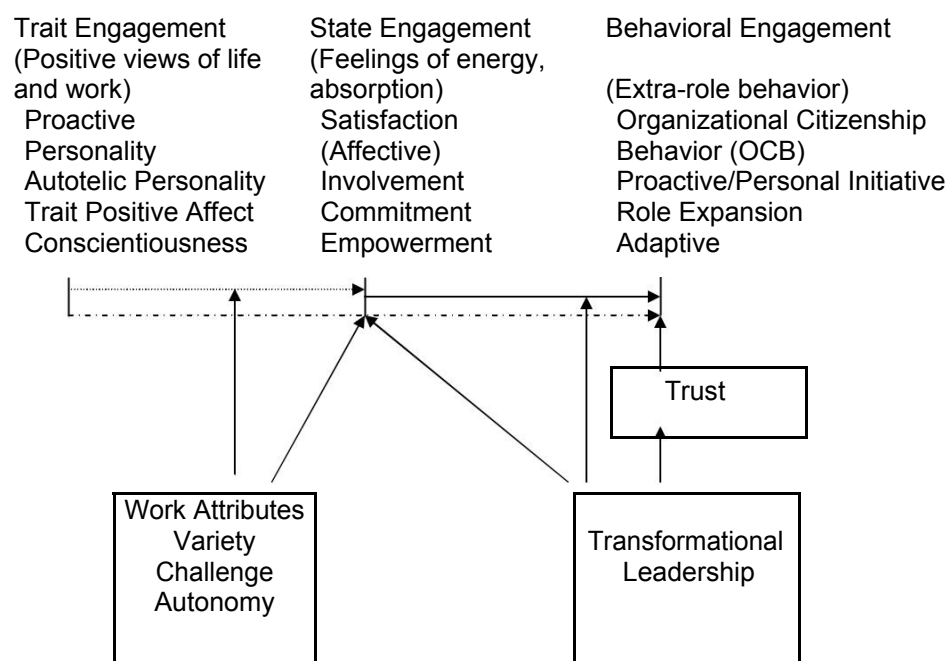 Trait Engagement
(Positive views of life
and work)
Proactive
Personality
Autotelic Personality
Trait Positive Affect
Conscientiousness
State Engagement
(Feelings of energy,
absorption)
Satisfaction
(Affective)
Involvement
Commitment
Empowerment
Behavioral Engagement
(Extra-role behavior)
Organizational Citizenship
Behavior (OCB)
Proactive/Personal Initiative
Role Expansion
Adaptive
Trust
Work Attributes
Variety
Challenge
Autonomy
Transformational
Leadership